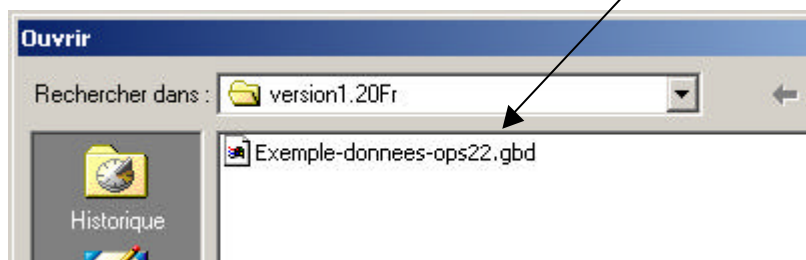 Ouvrir
Rechercher dans : version1.20Fr
Exemple-donnees-ops22.gbd
Historique